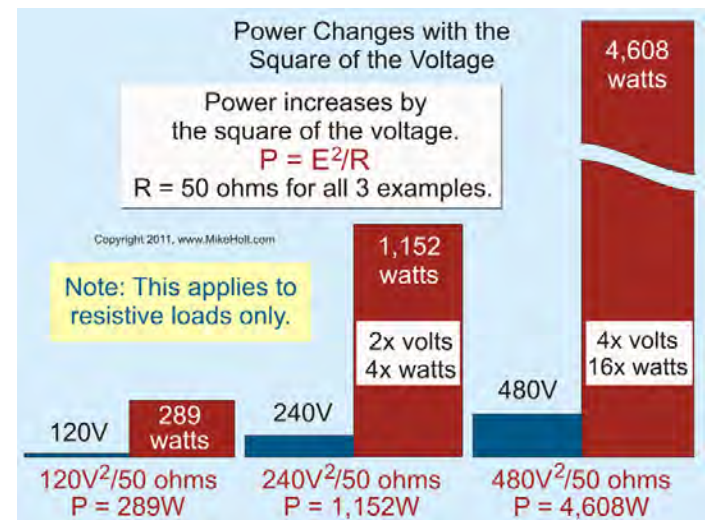 Power Changes with the
Square of the Voltage
Power increases by
the square of the voltage.
P = E²/R
R = 50 ohms for all 3 examples.
Copyright 2011, www.MikeHolt.com
Note: This applies to
resistive loads only.
120V
289
watts
120V²/50 ohms
P = 289W
240V
1,152
watts
2x volts
4x watts
240V²/50 ohms
P = 1,152W
480V
4,608
watts
4x volts
16x watts
480V²/50 ohms
P = 4,608W